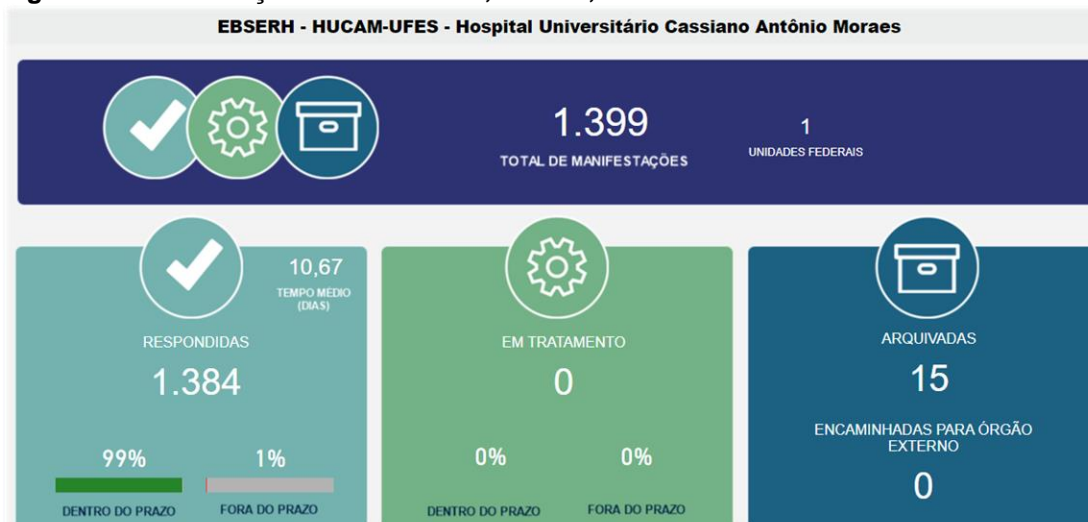 EBSERH - HUCAM-UFES - Hospital Universitário Cassiano Antônio Moraes
1.399
TOTAL DE MANIFESTAÇÕES
1
UNIDADES FEDERAIS
10,67
TEMPO MÉDIO
(DIAS)
RESPONDIDAS
1.384
99%
1%
DENTRO DO PRAZO
FORA DO PRAZO
EM TRATAMENTO
0
0%
0%
DENTRO DO PRAZO
FORA DO PRAZO
ARQUIVADAS
15
ENCAMINHADAS PARA ÓRGÃO
EXTERNO
0